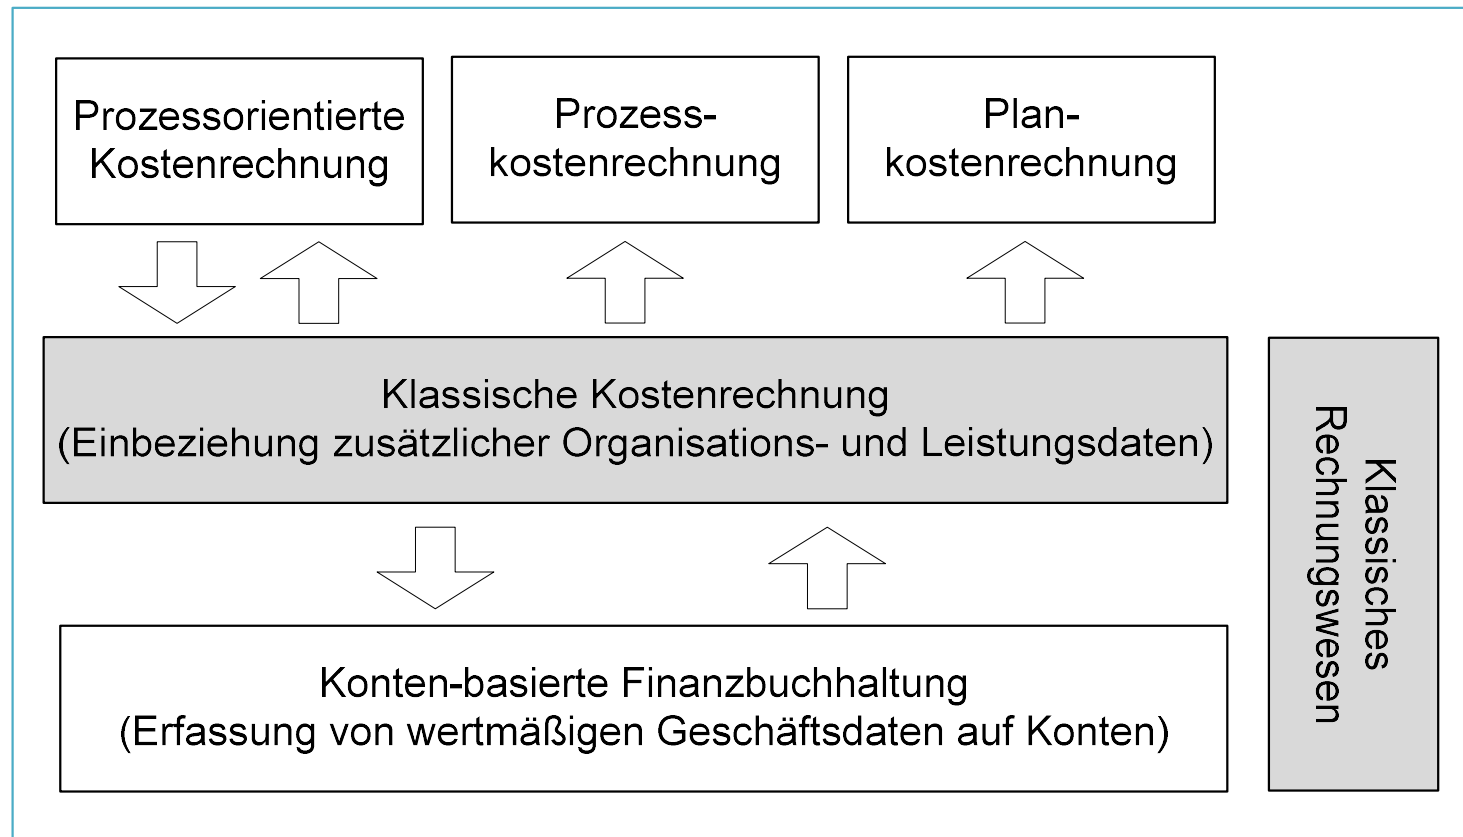 Prozessorientierte
Kostenrechnung
Prozess-
kostenrechnung
Plan-
kostenrechnung
Klassische Kostenrechnung
(Einbeziehung zusätzlicher Organisations- und Leistungsdaten)
Klassisches
Rechnungswesen
Konten-basierte Finanzbuchhaltung
(Erfassung von wertmäßigen Geschäftsdaten auf Konten)